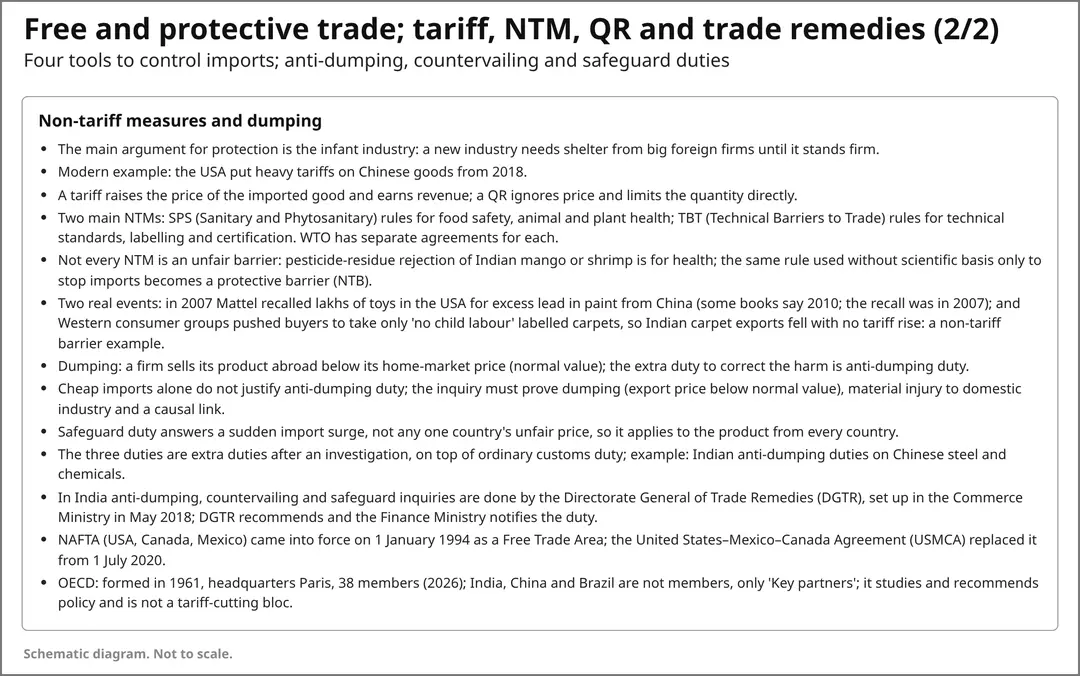 Free and protective trade; tariff, NTM, QR and trade remedies (2/2)
Four tools to control imports; anti-dumping, countervailing and safeguard duties
Non-tariff measures and dumping
• The main argument for protection is the infant industry: a new industry needs shelter from big foreign firms until it stands firm.
• Modern example: the USA put heavy tariffs on Chinese goods from 2018.
• A tariff raises the price of the imported good and earns revenue; a QR ignores price and limits the quantity directly.
• Two main NTMs: SPS (Sanitary and Phytosanitary) rules for food safety, animal and plant health; TBT (Technical Barriers to Trade) rules for technical
standards, labelling and certification. WTO has separate agreements for each.
• Not every NTM is an unfair barrier: pesticide-residue rejection of Indian mango or shrimp is for health; the same rule used without scientific basis only to
stop imports becomes a protective barrier (NTB).
• Two real events: in 2007 Mattel recalled lakhs of toys in the USA for excess lead in paint from China (some books say 2010; the recall was in 2007); and
Western consumer groups pushed buyers to take only 'no child labour' labelled carpets, so Indian carpet exports fell with no tariff rise: a non-tariff
barrier example.
• Dumping: a firm sells its product abroad below its home-market price (normal value); the extra duty to correct the harm is anti-dumping duty.
• Cheap imports alone do not justify anti-dumping duty; the inquiry must prove dumping (export price below normal value), material injury to domestic
industry and a causal link.
• Safeguard duty answers a sudden import surge, not any one country's unfair price, so it applies to the product from every country.
• The three duties are extra duties after an investigation, on top of ordinary customs duty; example: Indian anti-dumping duties on Chinese steel and
chemicals.
• In India anti-dumping, countervailing and safeguard inquiries are done by the Directorate General of Trade Remedies (DGTR), set up in the Commerce
Ministry in May 2018; DGTR recommends and the Finance Ministry notifies the duty.
• NAFTA (USA, Canada, Mexico) came into force on 1 January 1994 as a Free Trade Area; the United States–Mexico–Canada Agreement (USMCA) replaced it
from 1 July 2020.
• OECD: formed in 1961, headquarters Paris, 38 members (2026); India, China and Brazil are not members, only 'Key partners'; it studies and recommends
policy and is not a tariff-cutting bloc.
Schematic diagram. Not to scale.